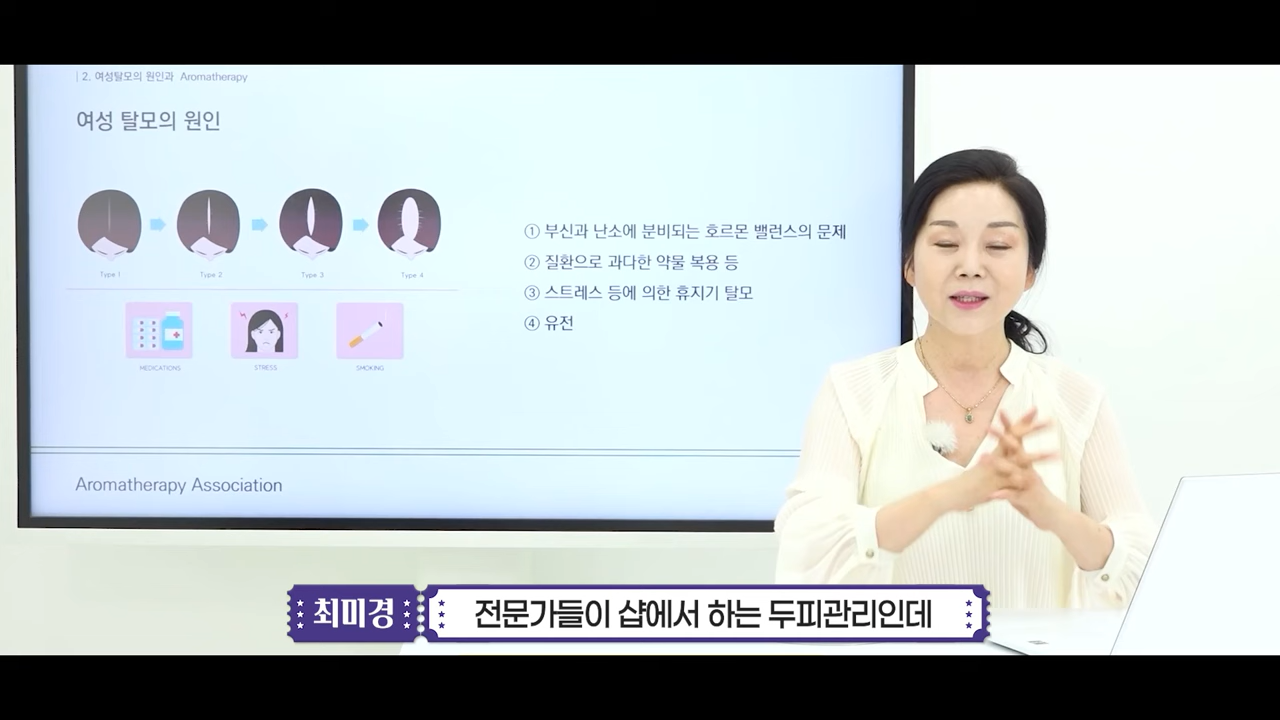 2. 여성탈모의 원인과 Aromatherapy
여성 탈모의 원인
Type 1
Type 2
Type 3
Type 4
MEDICATIONS
STRESS
SMOKING
① 부신과 난소에 분비되는 호르몬 밸런스의 문제
② 질환으로 과다한 약물 복용 등
③ 스트레스 등에 의한 휴지기 탈모
④ 유전
Aromatherapy Association
최미경
전문가들이 샵에서 하는 두피관리인데